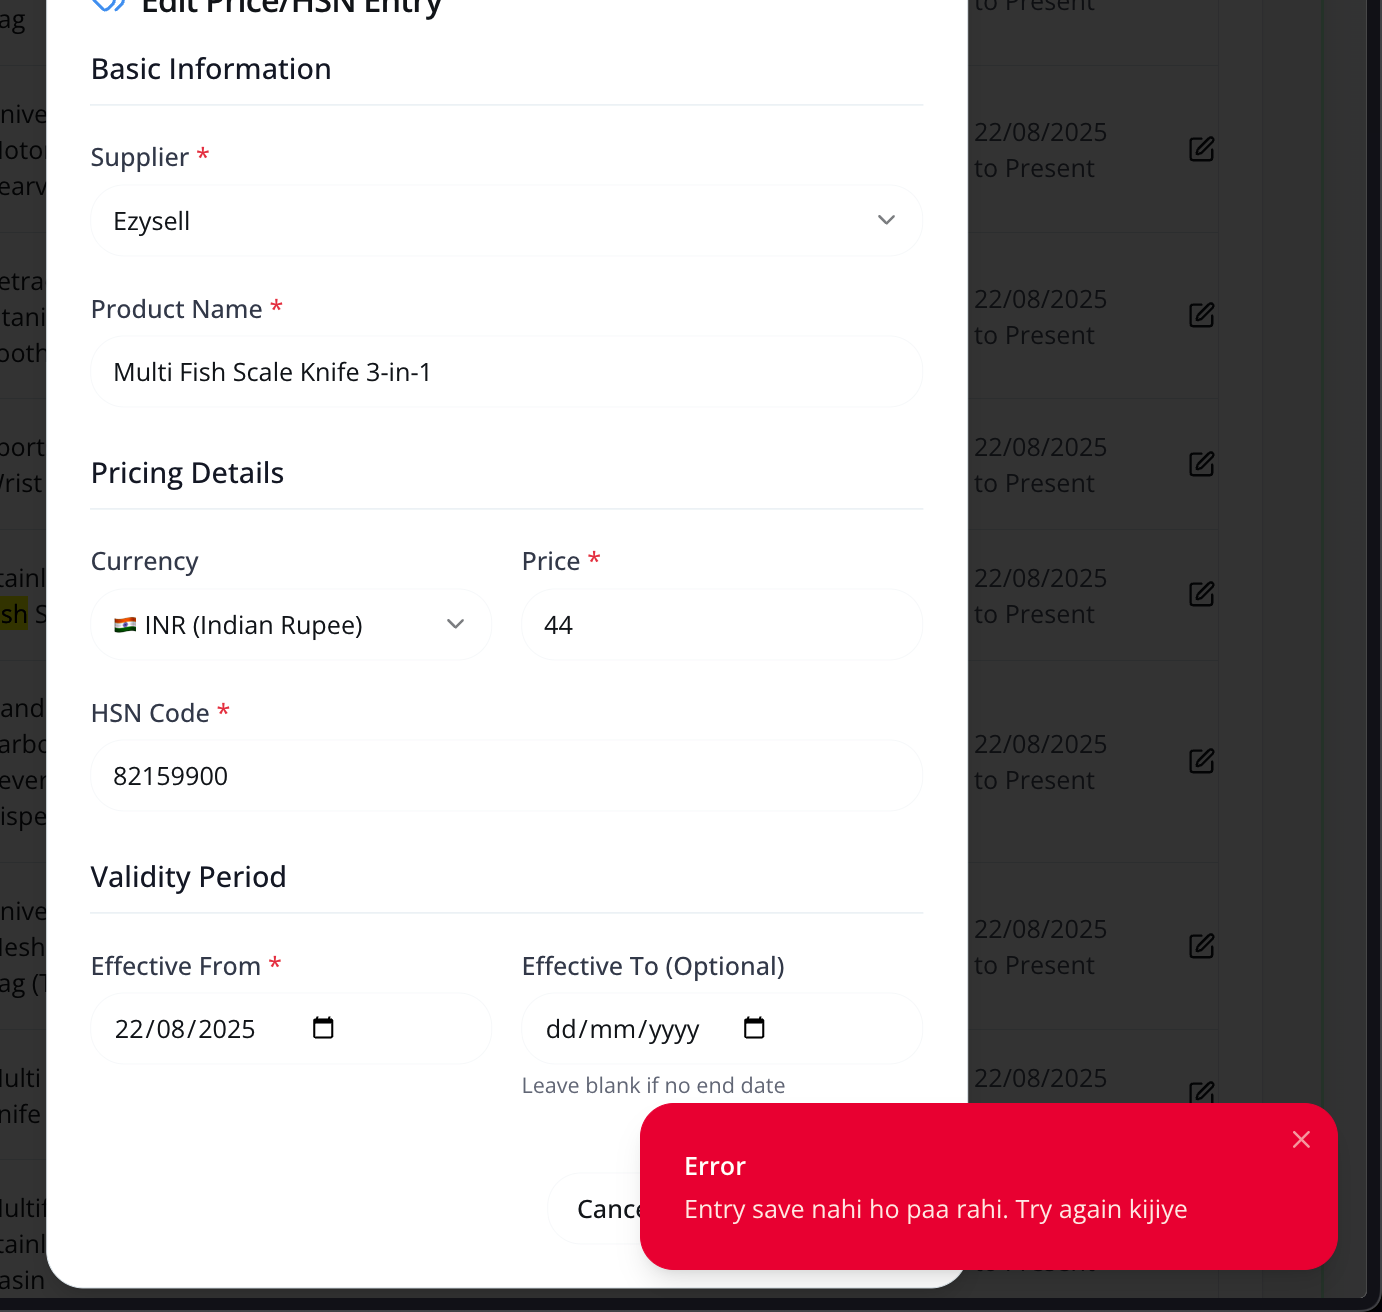 Edit Price/HSN Entry
Basic Information
Supplier *
Ezysell
Product Name *
Multi Fish Scale Knife 3-in-1
Pricing Details
Currency
Price *
INR (Indian Rupee)
44
HSN Code *
82159900
Validity Period
Effective From *
Effective To (Optional)
22/08/2025
dd/mm/yyyy
Leave blank if no end date
Error
Entry save nahi ho paa rahi. Try again kijiye
to Present
22/08/2025
to Present
22/08/2025
to Present
22/08/2025
to Present
22/08/2025
to Present
22/08/2025
to Present
22/08/2025
to Present
22/08/2025